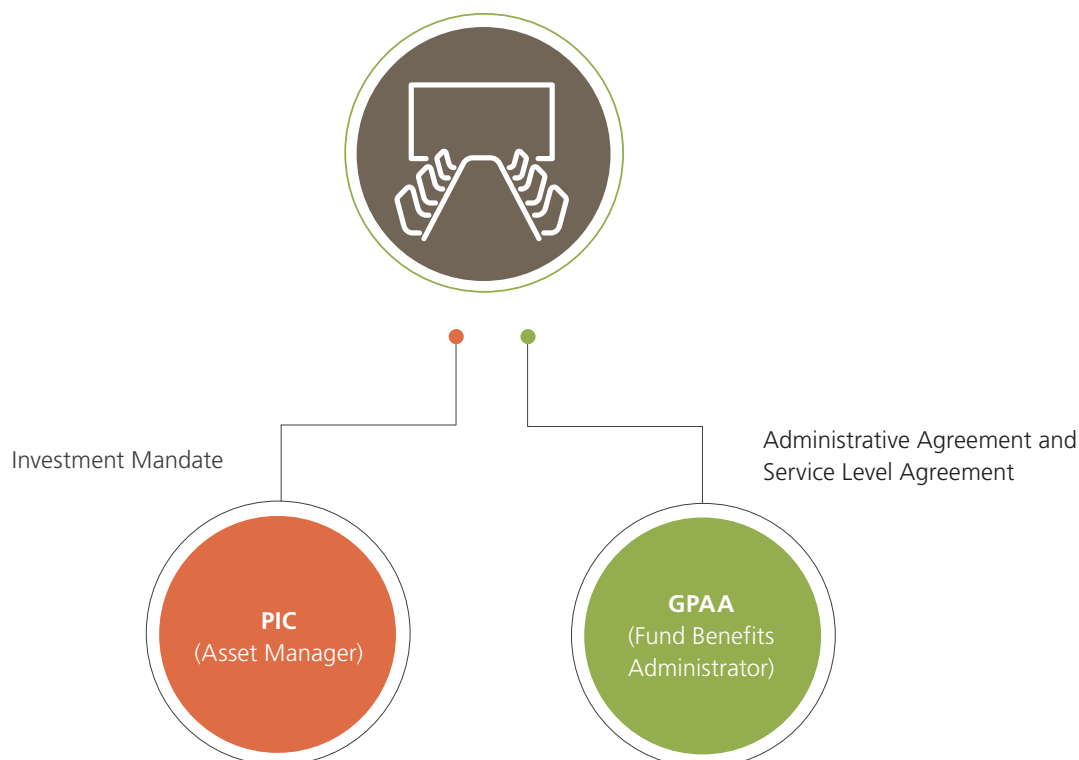 Investment Mandate
Administrative Agreement and
Service Level Agreement
PIC
(Asset Manager)
GPAA
(Fund Benefits
Administrator)